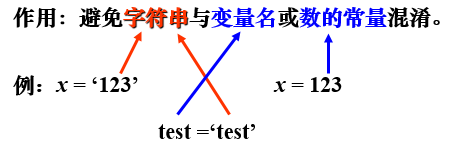 作用：避免字符串与变量名或数的常量混淆。
例：x = ‘123’ x = 123
test =‘test’